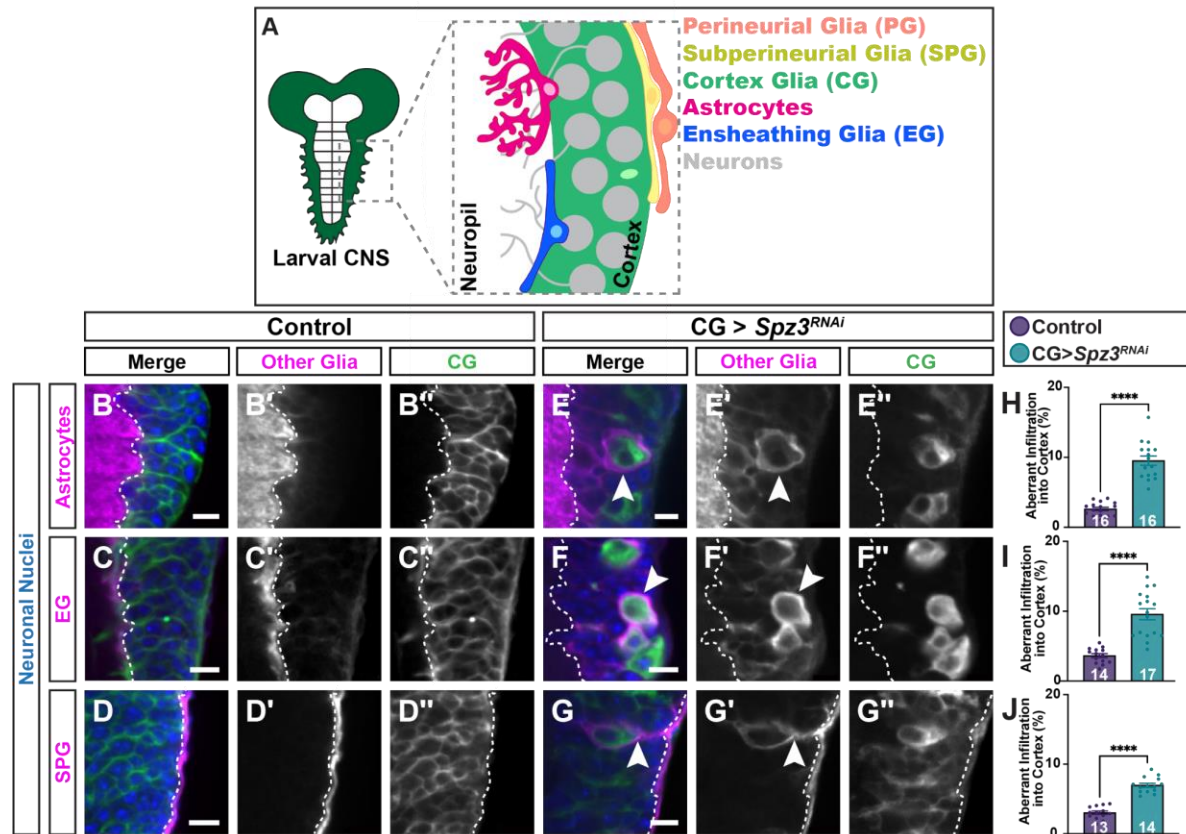 A
Perineurial Glia (PG)
Subperineurial Glia (SPG)
Cortex Glia (CG)
Astrocytes
Ensheathing Glia (EG)
Neurons
Neuropil
Cortex
Larval CNS
Control
CG > Spz3RNAi
Merge
Other Glia
CG
Merge
Other Glia
CG
Control
CG>Spz3RNAi
Neuronal Nuclei
Astrocytes
B
B'
B"
E
E'
E"
H
Aberrant Infiltration
into Cortex (%)
20
10
0
****
16
16
EG
C
C'
C"
F
F'
F"
I
Aberrant Infiltration
into Cortex (%)
20
10
0
****
14
17
SPG
D
D'
D"
G
G'
G"
J
Aberrant Infiltration
into Cortex (%)
20
10
0
****
13
14